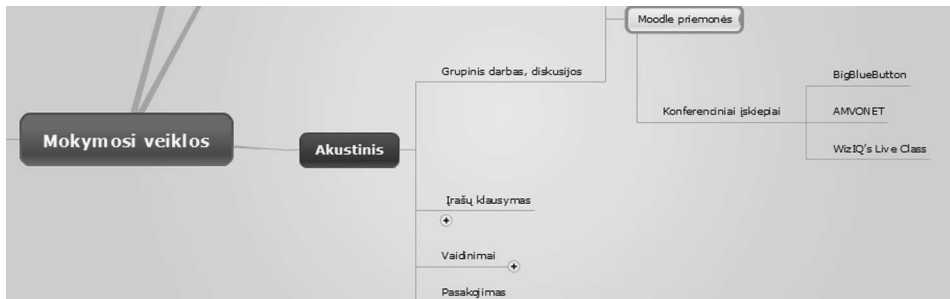 Moodle priemonės
Grupinis darbas, diskusijos
BigBlueButton
Konferenciniai įskiepiai
AMVONET
WizIQ's Live Class
Mokymosi veiklos
Akustinis
Įrašų klausymas
Vaidinimai
Pasakojimas